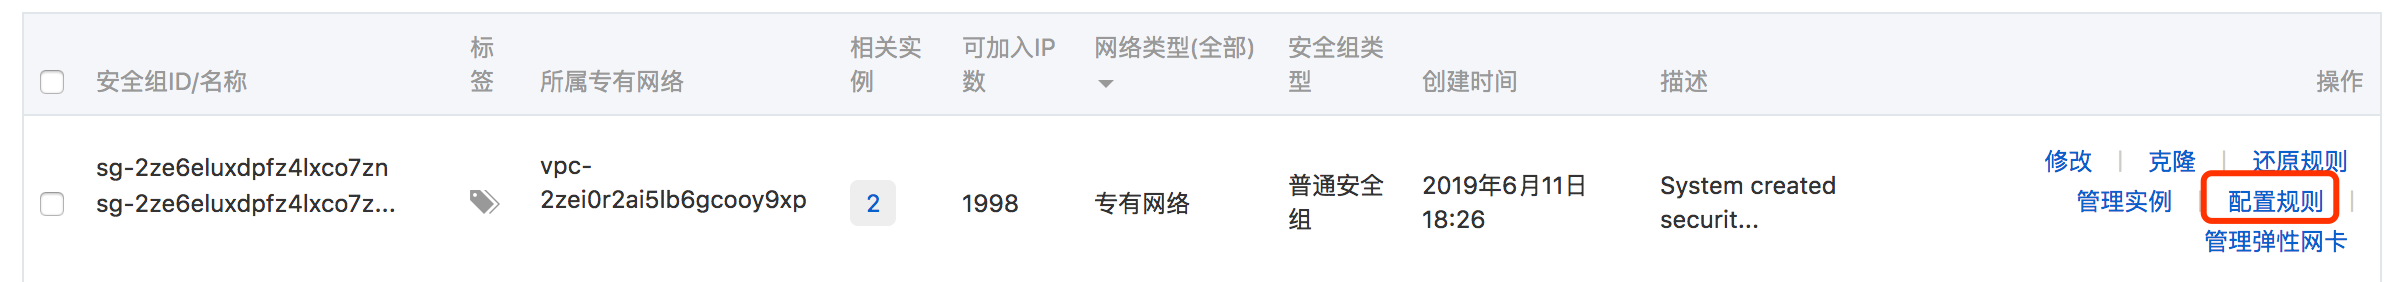 安全组ID/名称
标签
所属专有网络
相关实例
可加入IP数
网络类型(全部)
安全组类型
创建时间
描述
操作
sg-2ze6eluxdpfz4lxco7zn
sg-2ze6eluxdpfz4lxco7z...
vpc-
2zei0r2ai5lb6gcooy9xp
2
1998
专有网络
普通安全组
2019年6月11日
18:26
System created
securit...
修改 | 克隆 | 还原规则
管理实例 | 配置规则 |
管理弹性网卡